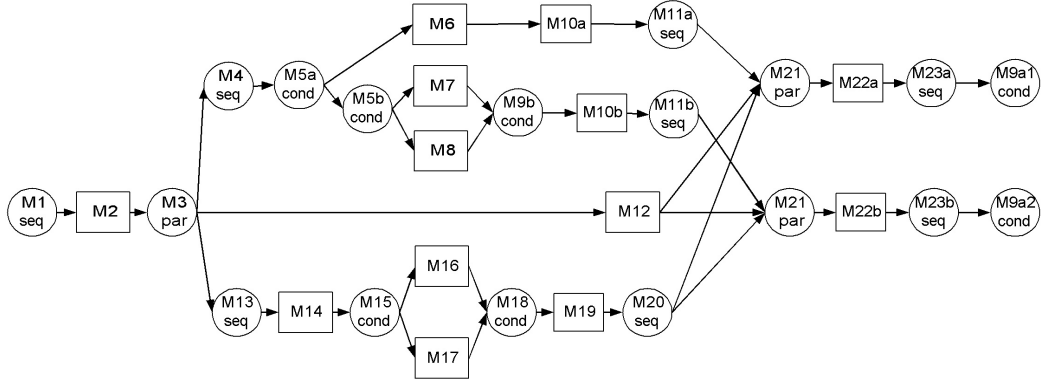 M6
M10a
M11a
seq
M4
seq
M5a
cond
M5b
cond
M7
M8
M9b
cond
M10b
M11b
seq
M21
par
M22a
M23a
seq
M9a1
cond
M1
seq
M2
M3
par
M12
M21
par
M22b
M23b
seq
M9a2
cond
M13
seq
M14
M15
cond
M16
M17
M18
cond
M19
M20
seq